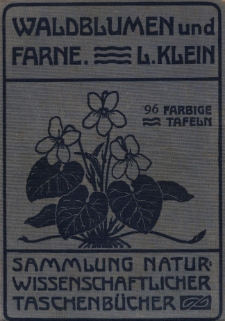 WALDBLUMEN und
FARNE. L. KLEIN
96 FARBIGE
TAFELN
SAMMLUNG NATUR-
WISSENSCHAFTLICHER
TASCHENBÜCHER